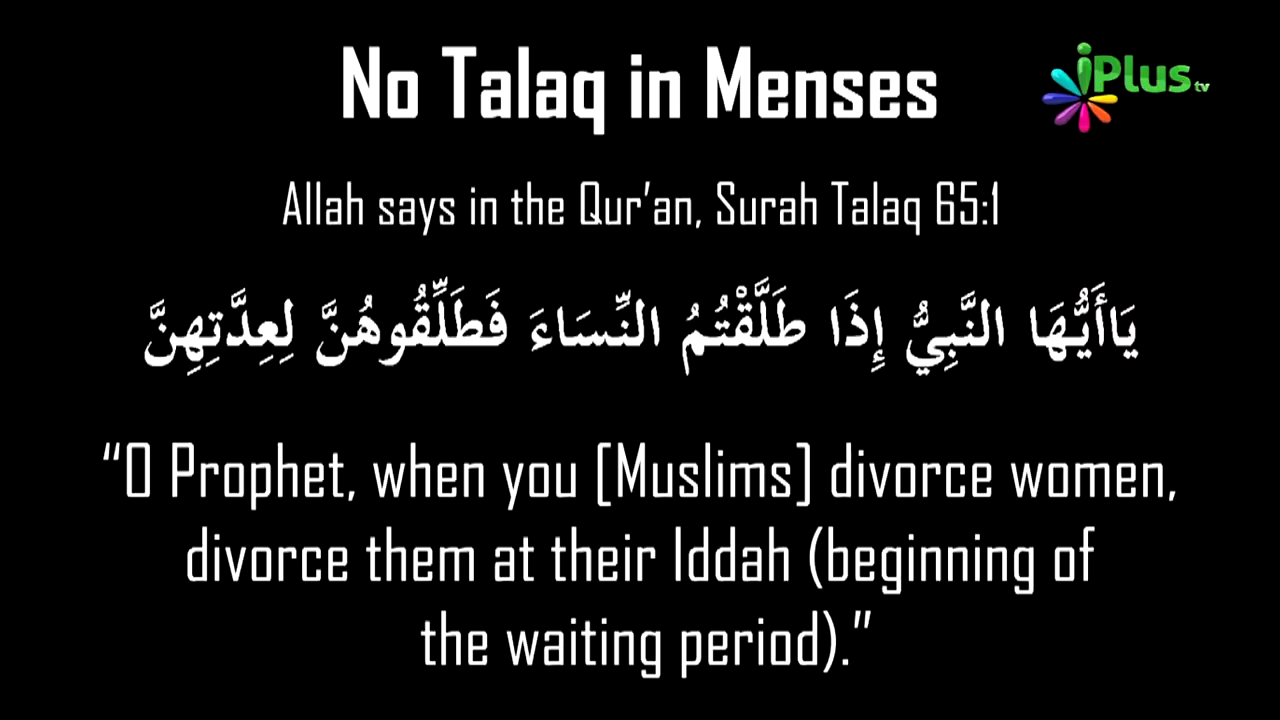 No Talaq in Menses
iPlus tv
Allah says in the Qur’an, Surah Talaq 65:1
يَاأَيُّهَا النَّبِيُّ إِذَا طَلَّقْتُمُ النِّسَاءَ فَطَلِّقُوهُنَّ لِعِدَّتِهِنَّ
“O Prophet, when you [Muslims] divorce women,
divorce them at their Iddah (beginning of
the waiting period).”